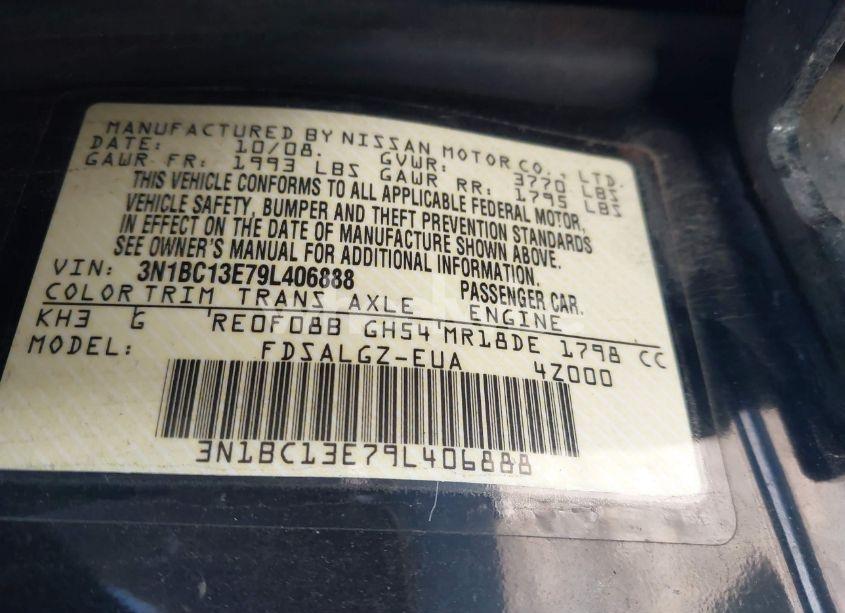 MANUFACTURED BY NISSAN MOTOR CO., LTD.
DATE: 10/08. GVWR: 3770 LBS
GAWR FR: 1993 LBS GAWR RR: 1795 LBS
THIS VEHICLE CONFORMS TO ALL APPLICABLE FEDERAL MOTOR
VEHICLE SAFETY, BUMPER AND THEFT PREVENTION STANDARDS
IN EFFECT ON THE DATE OF MANUFACTURE SHOWN ABOVE.
SEE OWNER'S MANUAL FOR ADDITIONAL INFORMATION.
VIN: 3N1BC13E79L406888 PASSENGER CAR.
COLOR TRIM TRANS AXLE ENGINE
KH3 G RE0F08B GH54 MR18DE 1798 CC
MODEL: FDSALGZ-EUA 4Z000
3N1BC13E79L406888